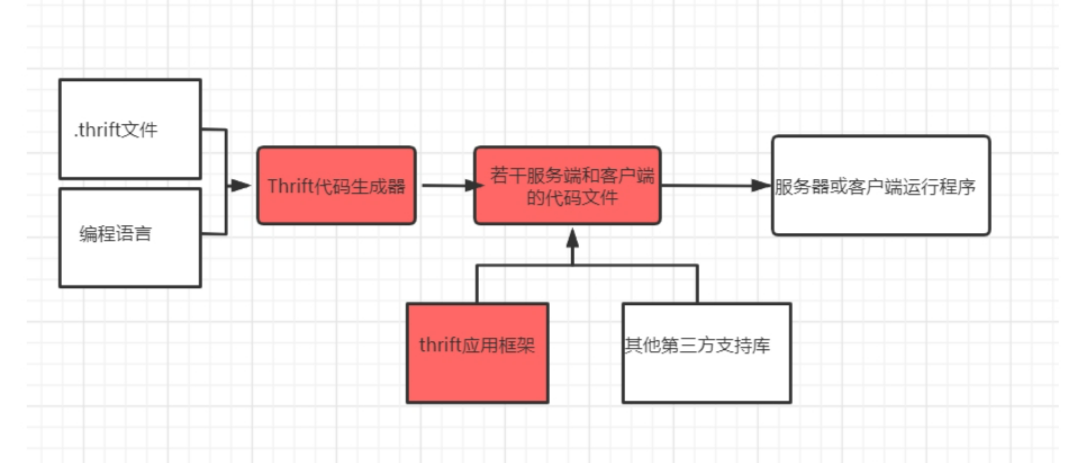 .thrift文件
编程语言
Thrift代码生成器
若干服务端和客户端
的代码文件
服务器或客户端运行程序
thrift应用框架
其他第三方支持库